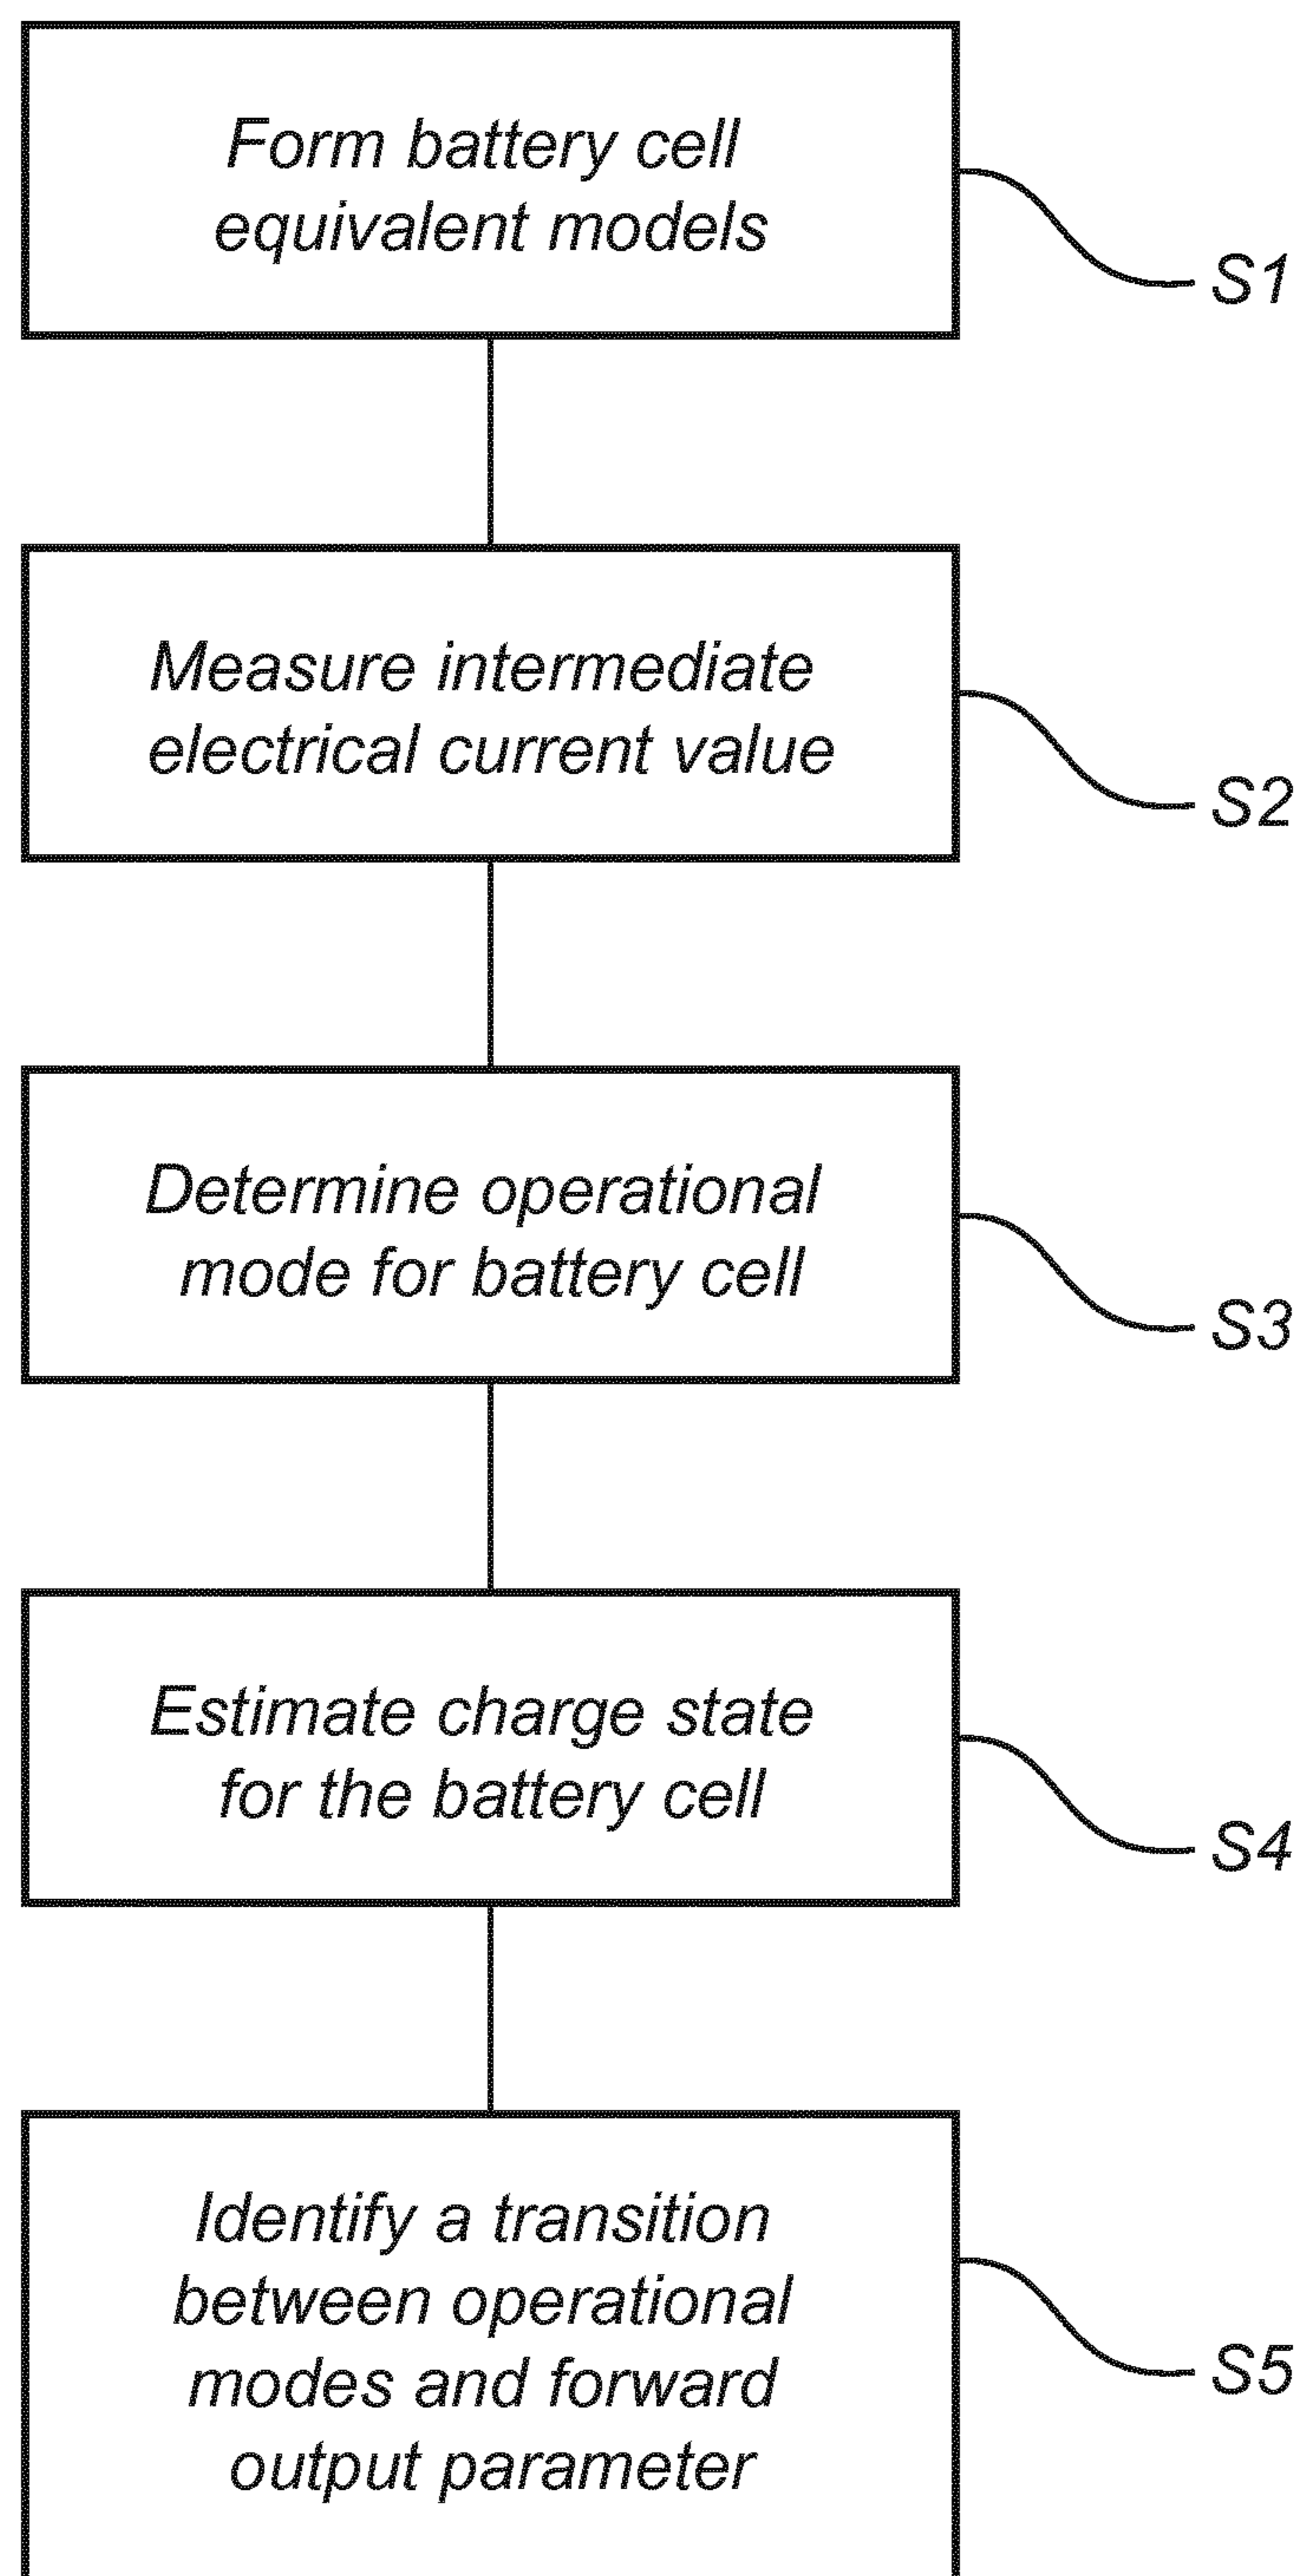 Form battery cell
equivalent models
S1
Measure intermediate
electrical current value
S2
Determine operational
mode for battery cell
S3
Estimate charge state
for the battery cell
S4
Identify a transition
between operational
modes and forward
output parameter
S5